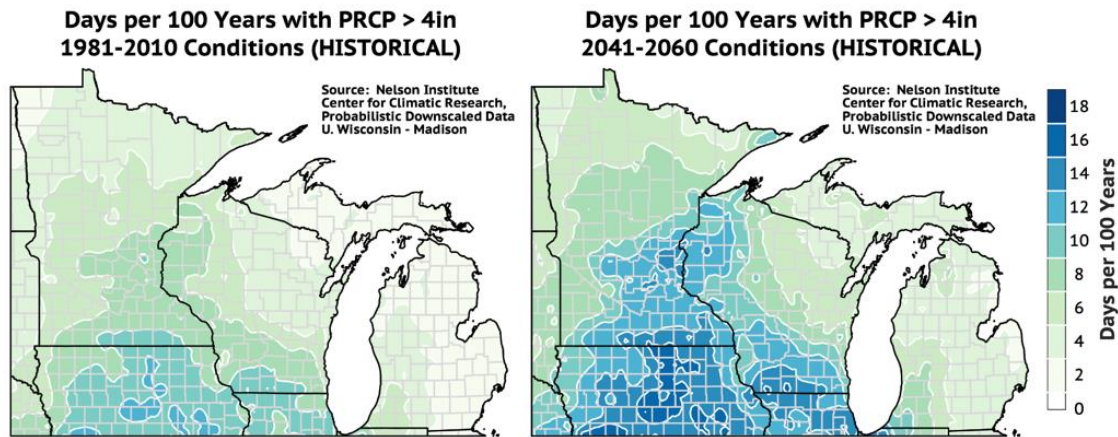 Days per 100 Years with PRCP > 4in
1981-2010 Conditions (HISTORICAL)
Source: Nelson Institute
Center for Climatic Research,
Probabilistic Downscaled Data
U. Wisconsin - Madison
Days per 100 Years with PRCP > 4in
2041-2060 Conditions (HISTORICAL)
Source: Nelson Institute
Center for Climatic Research,
Probabilistic Downscaled Data
U. Wisconsin - Madison
18
16
14
12
10
8
6
4
2
0
Days per 100 Years